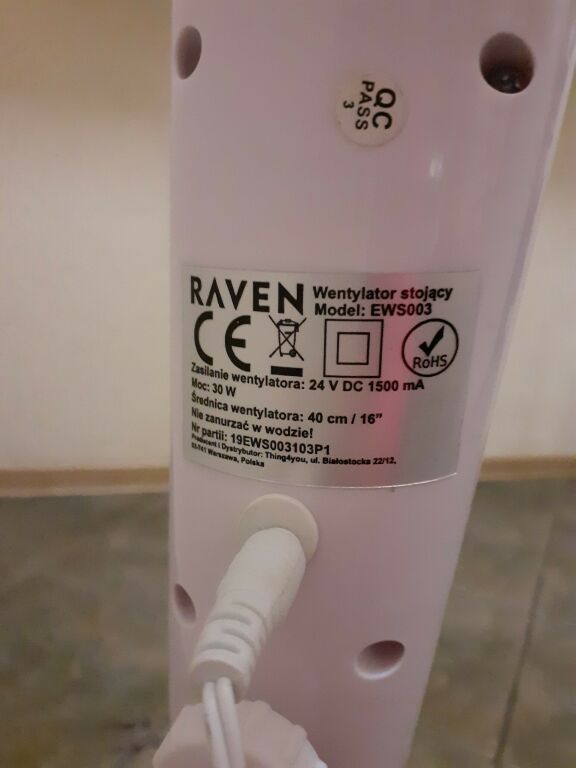 QC
PASS
3
RAVEN
Wentylator stojący
Model: EWS003
CE
RoHS
Zasilanie wentylatora: 24 V DC 1500 mA
Moc: 30 W
Średnica wentylatora: 40 cm / 16”
Nie zanurzać w wodzie!
Nr partii: 19EWS003103P1
Producent i Dystrybutor: Thing4you, ul. Białostocka 22/12,
03-741 Warszawa, Polska